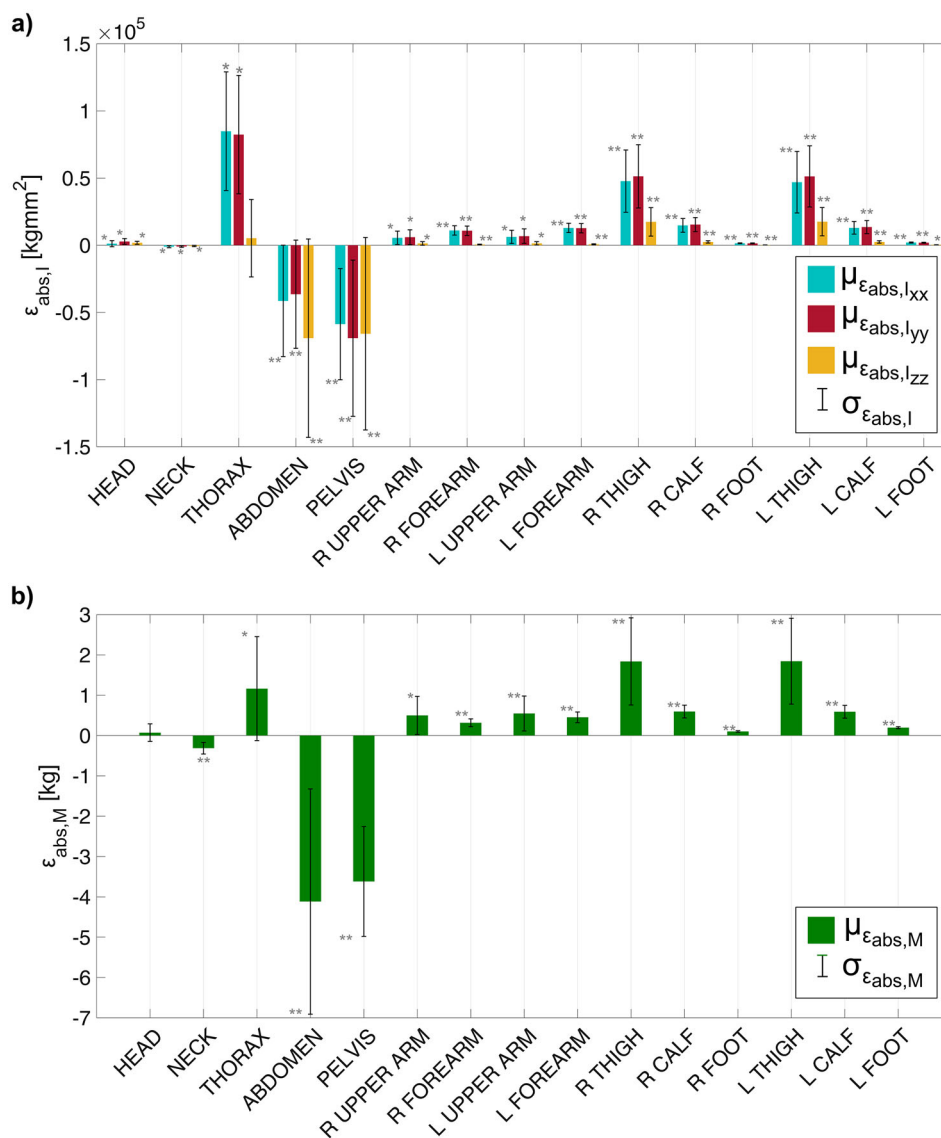 a)
×10⁵
1.5
1
0.5
0
-0.5
-1
-1.5
ε_abs,I [kgmm²]
μ_εabs,Ixx
μ_εabs,Iyy
μ_εabs,Izz
σ_εabs,I
HEAD
NECK
THORAX
ABDOMEN
PELVIS
R UPPER ARM
R FOREARM
L UPPER ARM
L FOREARM
R THIGH
R CALF
R FOOT
L THIGH
L CALF
L FOOT
b)
3
2
1
0
-1
-2
-3
-4
-5
-6
-7
ε_abs,M [kg]
μ_εabs,M
σ_εabs,M
HEAD
NECK
THORAX
ABDOMEN
PELVIS
R UPPER ARM
R FOREARM
L UPPER ARM
L FOREARM
R THIGH
R CALF
R FOOT
L THIGH
L CALF
L FOOT